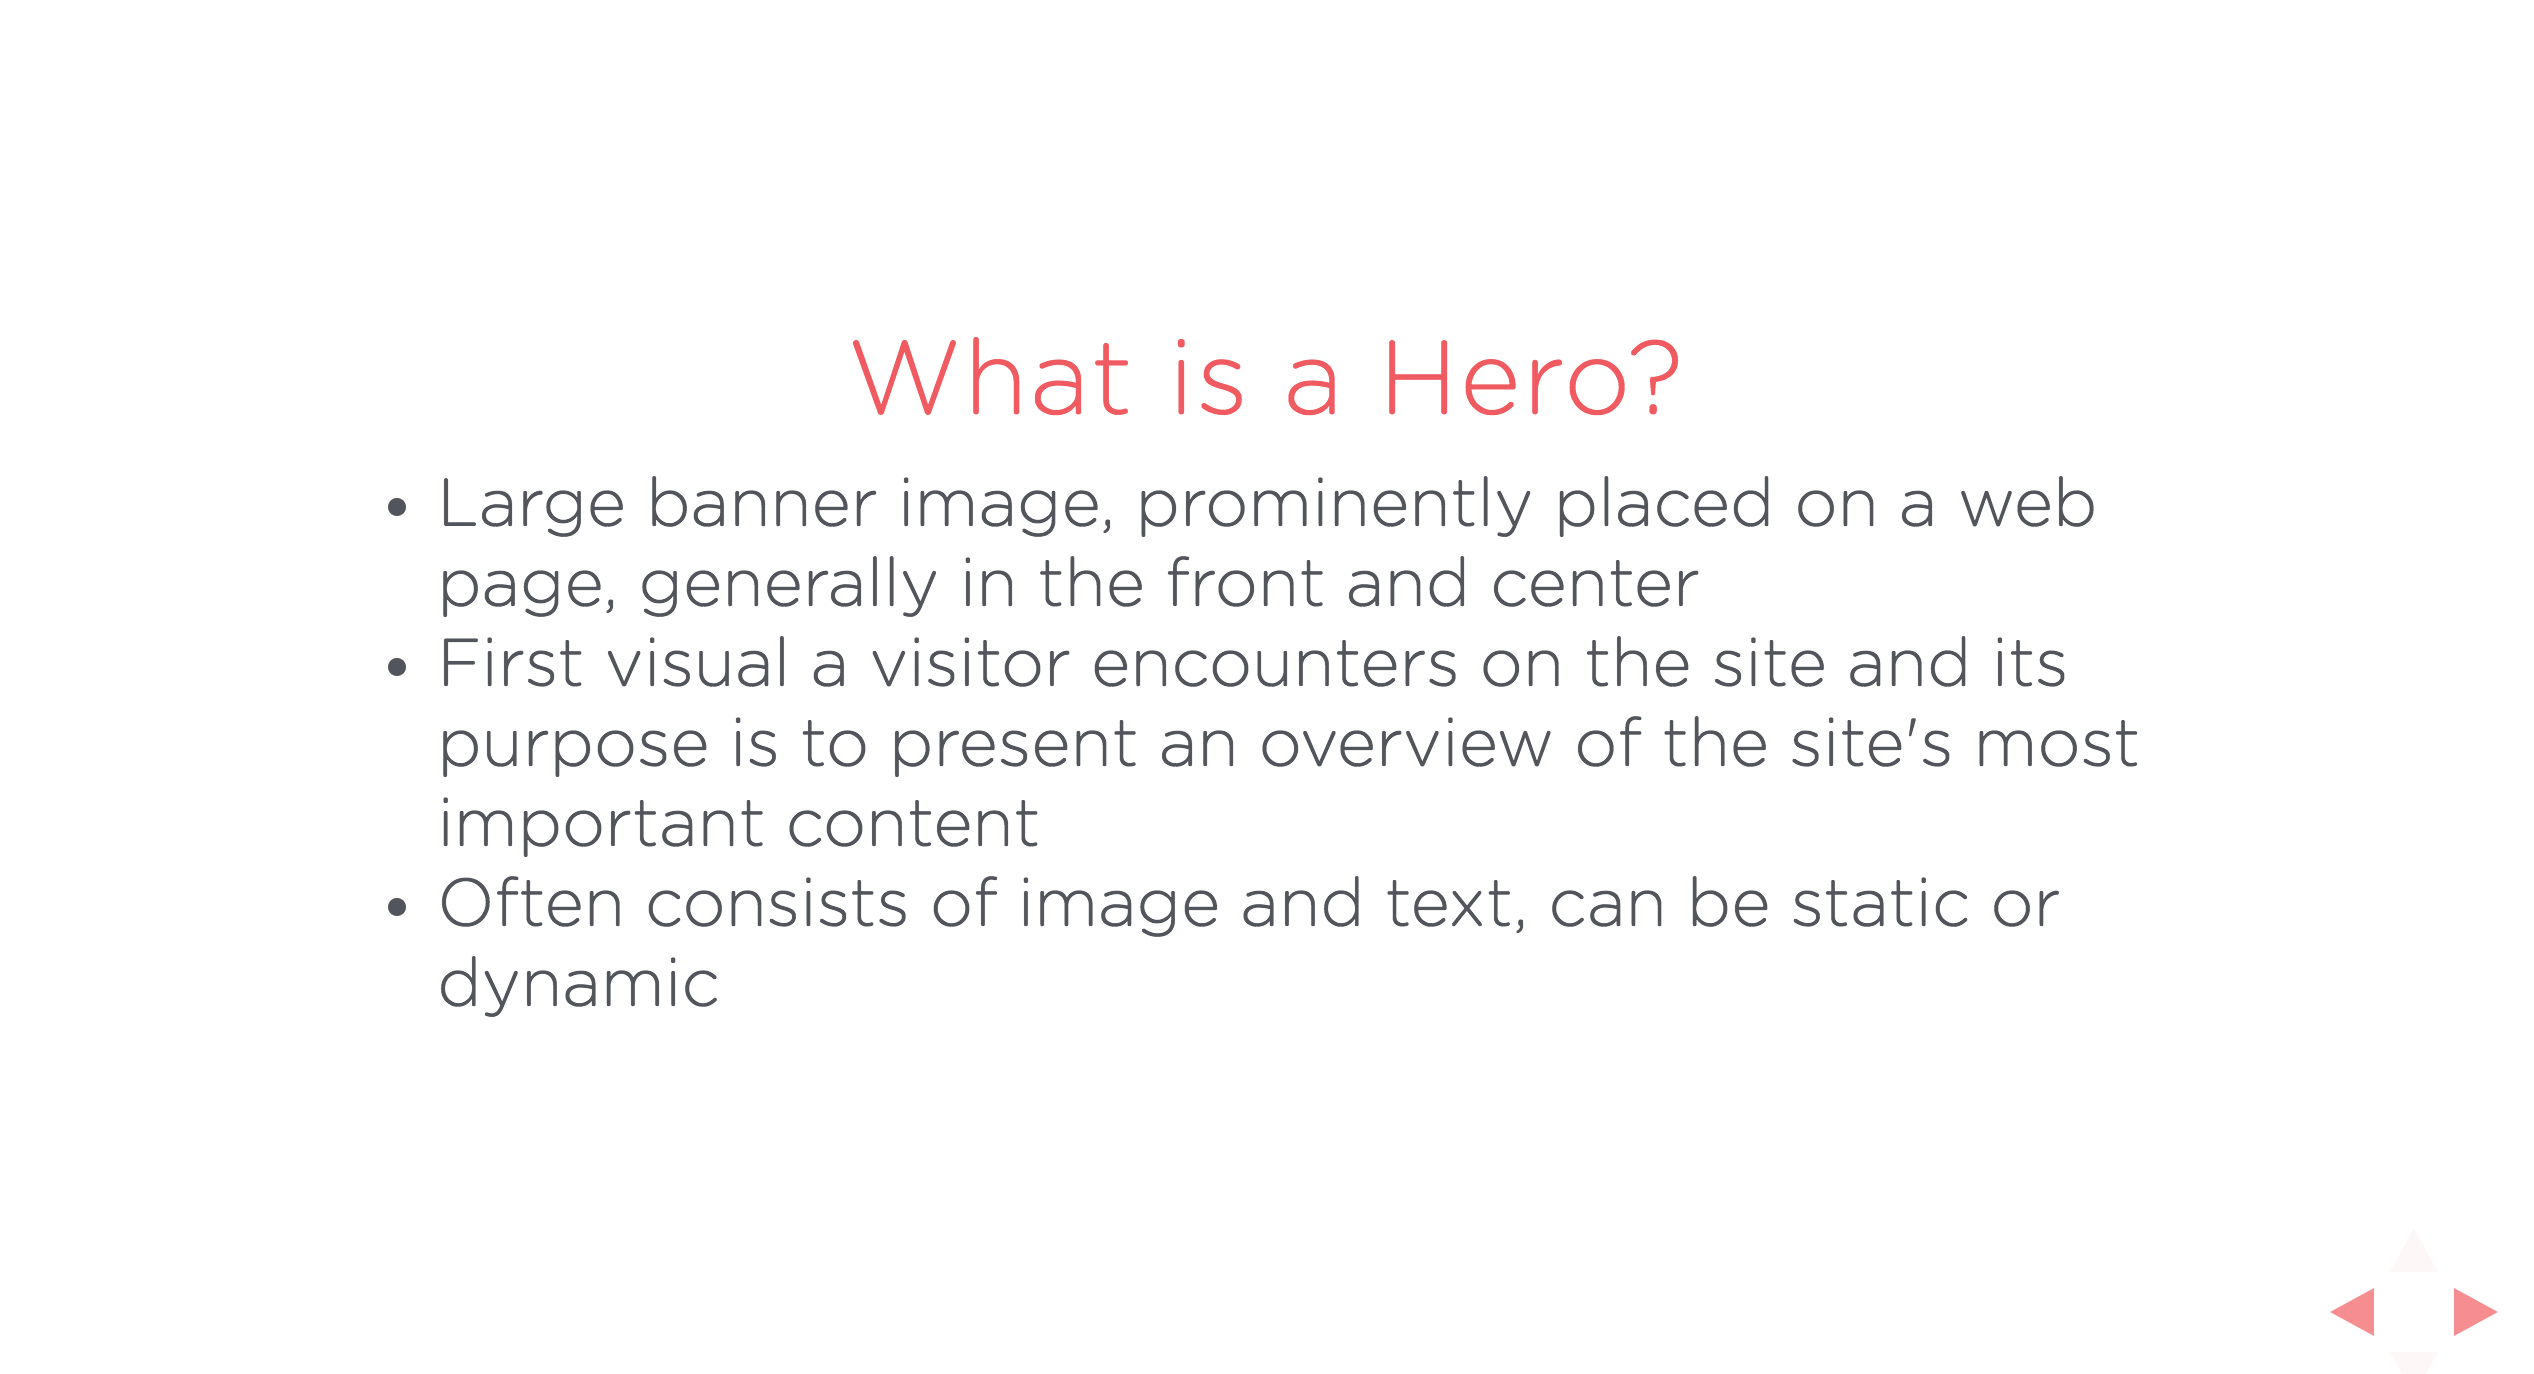 What is a Hero?
• Large banner image, prominently placed on a web
page, generally in the front and center
• First visual a visitor encounters on the site and its
purpose is to present an overview of the site's most
important content
• Often consists of image and text, can be static or
dynamic